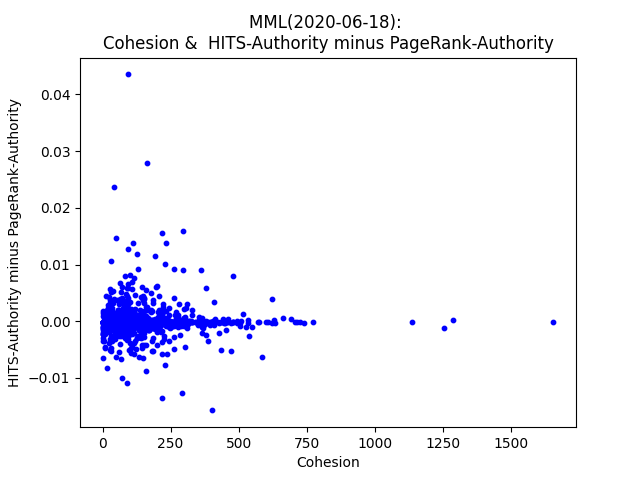 MML(2020-06-18):
Cohesion &  HITS-Authority minus PageRank-Authority
HITS-Authority minus PageRank-Authority
0.04
0.03
0.02
0.01
0.00
−0.01
0 250 500 750 1000 1250 1500
Cohesion